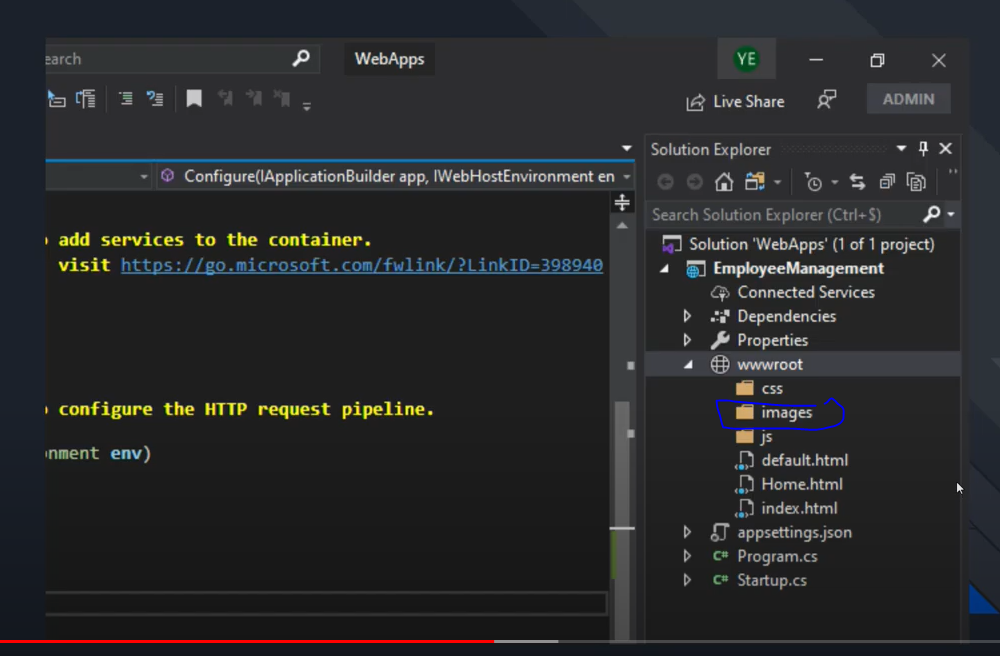 earch
WebApps
YE
Live Share
ADMIN
Solution Explorer
Configure(IApplicationBuilder app, IWebHostEnvironment en
Search Solution Explorer (Ctrl+$)
add services to the container.
visit https://go.microsoft.com/fwlink/?LinkID=398940
configure the HTTP request pipeline.
onment env)
Solution 'WebApps' (1 of 1 project)
EmployeeManagement
Connected Services
Dependencies
Properties
wwwroot
css
images
js
default.html
Home.html
index.html
appsettings.json
C# Program.cs
C# Startup.cs